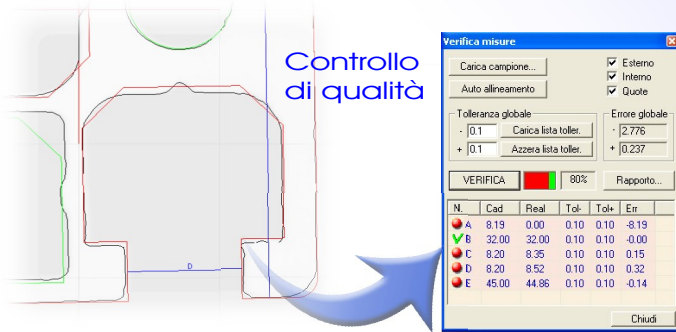 Controllo
di qualità
D
Verifica misure
Carica campione...
Auto allineamento
Esterno
Interno
Quote
Tolleranza globale
- 0.1 Carica lista toller.
+ 0.1 Azzera lista toller.
Errore globale
- 2.776
+ 0.237
VERIFICA 80% Rapporto...
N. Cad Real Tol- Tol+ Err
A 8.19 0.00 0.10 0.10 -8.19
B 32.00 32.00 0.10 0.10 -0.00
C 8.20 8.35 0.10 0.10 0.15
D 8.20 8.52 0.10 0.10 0.32
E 45.00 44.86 0.10 0.10 -0.14
Chiudi